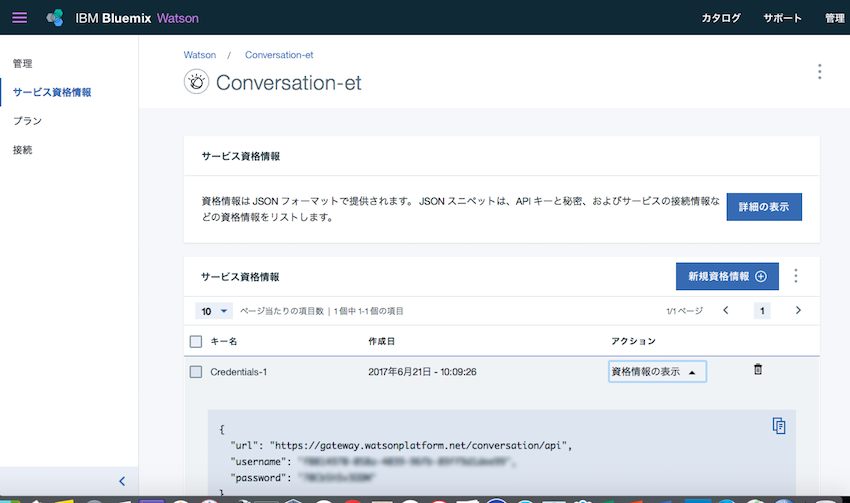 IBM Bluemix Watson
カタログ サポート 管理
管理
サービス資格情報
プラン
接続
Watson / Conversation-et
Conversation-et
サービス資格情報
資格情報は JSON フォーマットで提供されます。 JSON スニペットは、API キーと秘密、およびサービスの接続情報な
どの資格情報をリストします。
詳細の表示
サービス資格情報
新規資格情報
10 ページ当たりの項目数 | 1 個中 1-1 個の項目
1/1 ページ
1
キー名 作成日 アクション
Credentials-1 2017年6月21日 - 10:09:26 資格情報の表示
{
"url": "https://gateway.watsonplatform.net/conversation/api",
"username":
"password":
}